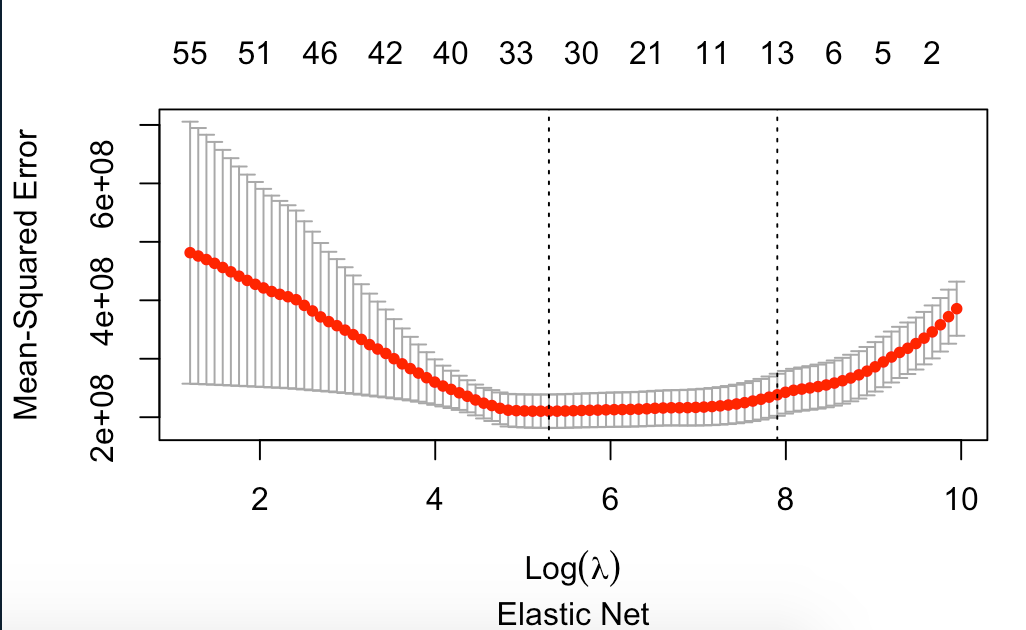 55 51 46 42 40 33 30 21 11 13 6 5 2
Mean-Squared Error
6e+08
4e+08
2e+08
2 4 6 8 10
Log(λ)
Elastic Net